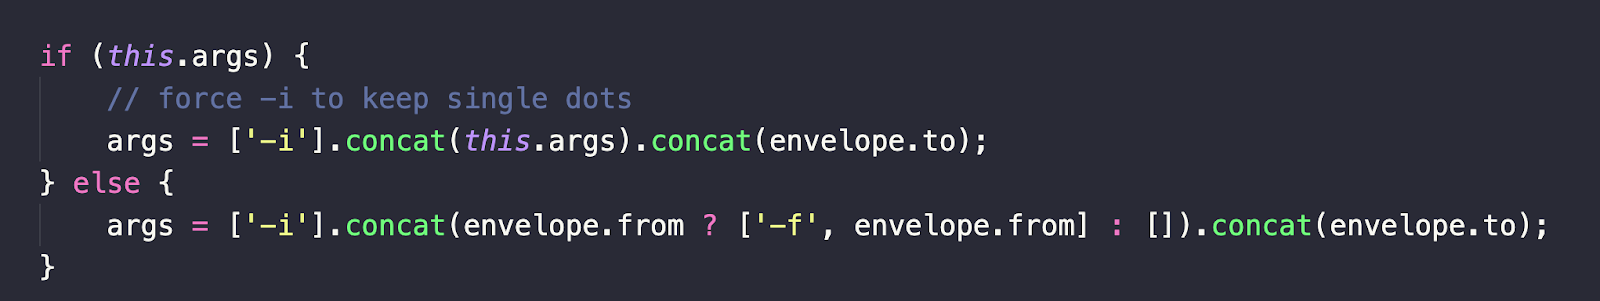 if (this.args) {
    // force -i to keep single dots
    args = ['-i'].concat(this.args).concat(envelope.to);
} else {
    args = ['-i'].concat(envelope.from ? ['-f', envelope.from] : []).concat(envelope.to);
}